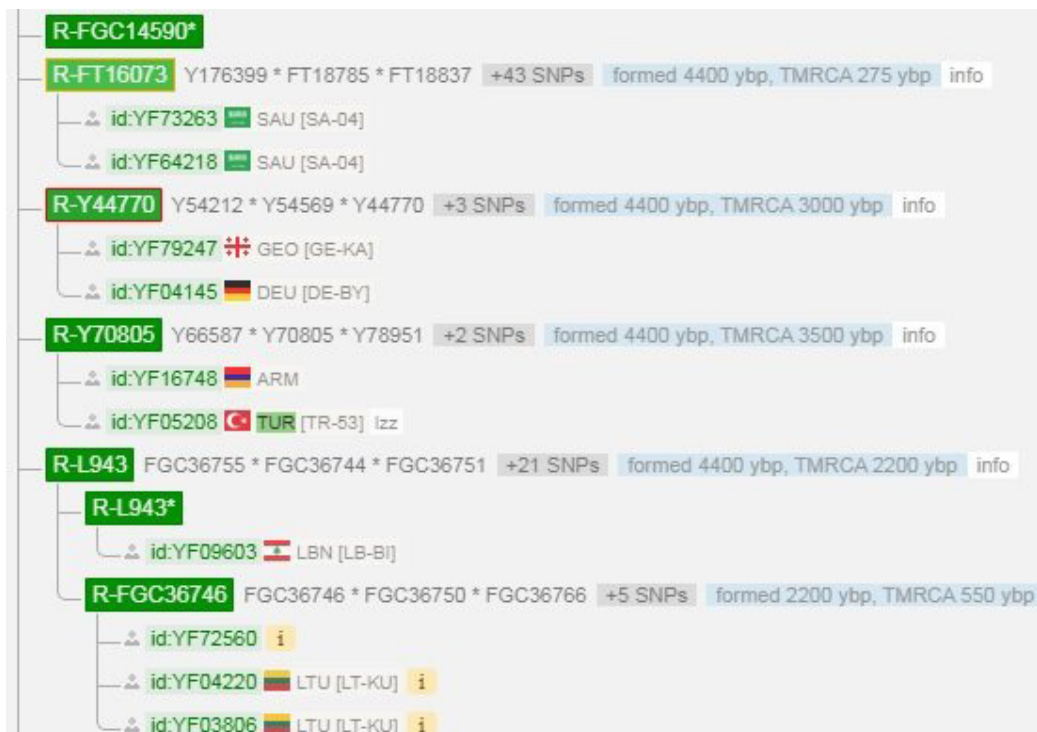 R-FGC14590*
R-FT16073 Y176399 * FT18785 * FT18837 +43 SNPs formed 4400 ybp, TMRCA 275 ybp info
id:YF73263 SAU [SA-04]
id:YF64218 SAU [SA-04]
R-Y44770 Y54212 * Y54569 * Y44770 +3 SNPs formed 4400 ybp, TMRCA 3000 ybp info
id:YF79247 GEO [GE-KA]
id:YF04145 DEU [DE-BY]
R-Y70805 Y66587 * Y70805 * Y78951 +2 SNPs formed 4400 ybp, TMRCA 3500 ybp info
id:YF16748 ARM
id:YF05208 TUR [TR-53] lzz
R-L943 FGC36755 * FGC36744 * FGC36751 +21 SNPs formed 4400 ybp, TMRCA 2200 ybp info
R-L943*
id:YF09603 LBN [LB-BI]
R-FGC36746 FGC36746 * FGC36750 * FGC36766 +5 SNPs formed 2200 ybp, TMRCA 550 ybp
id:YF72560 i
id:YF04220 LTU [LT-KU] i
id:YF03806 LTU [LT-KU] i